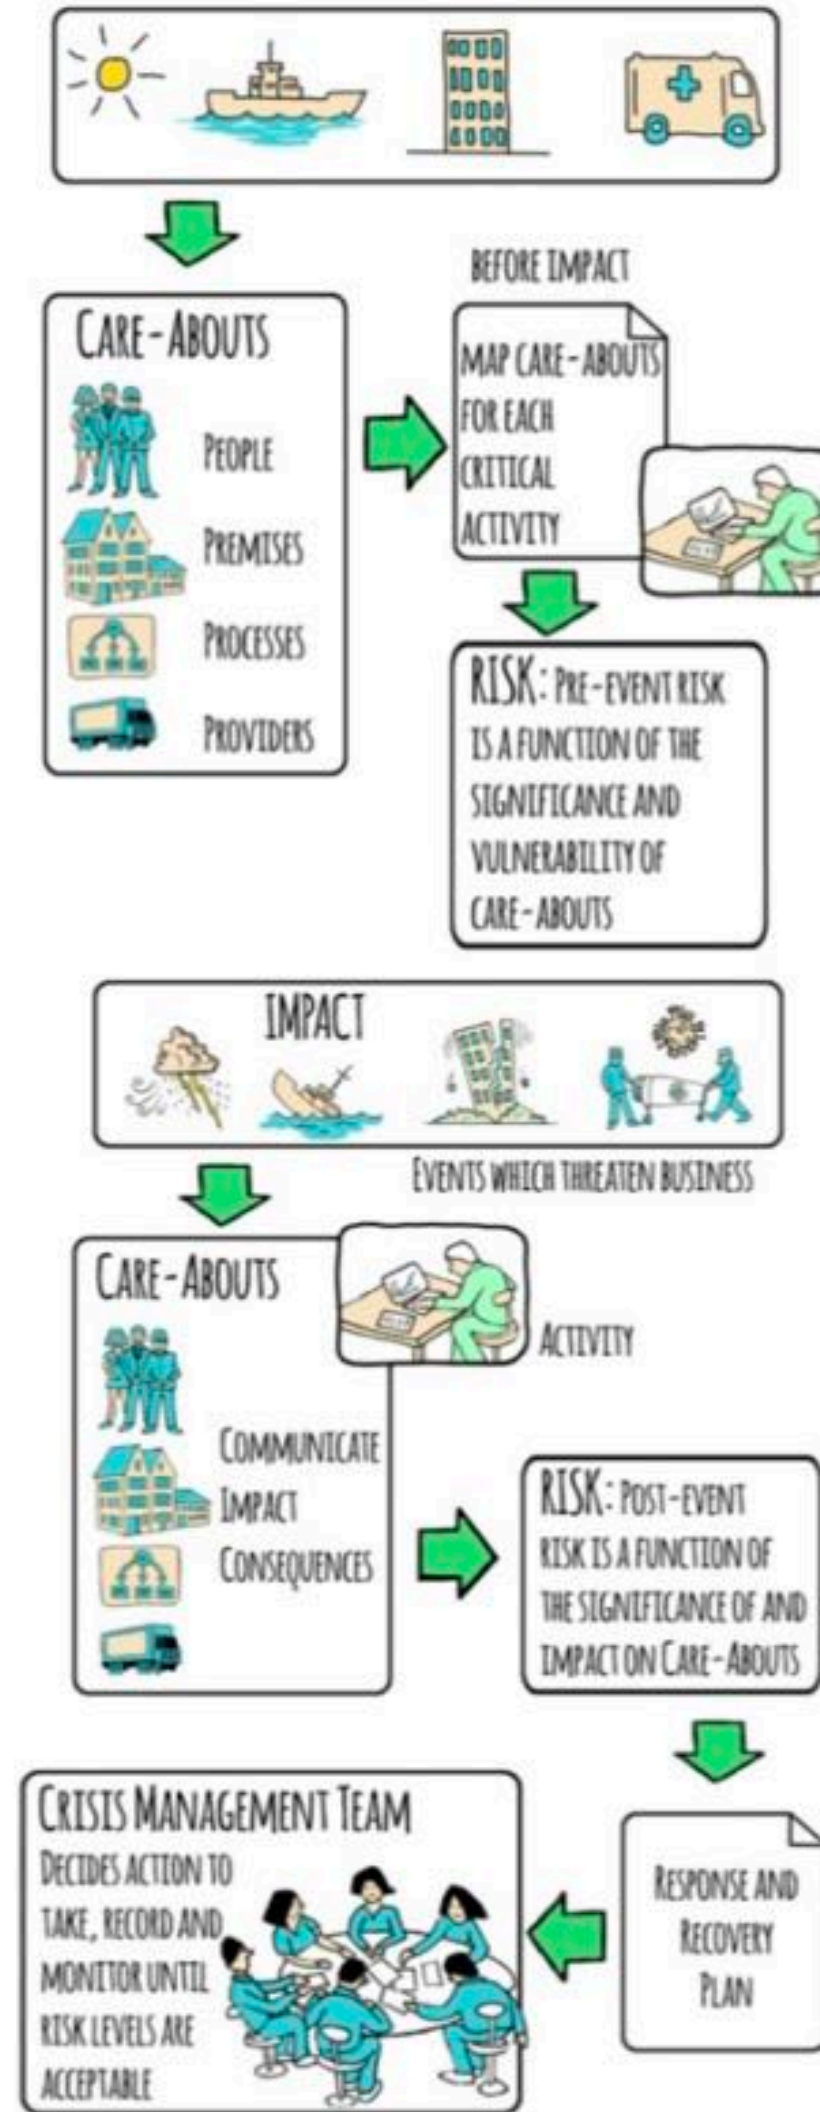 BEFORE IMPACT
CARE-ABOUTS
PEOPLE
PREMISES
PROCESSES
PROVIDERS
MAP CARE-ABOUTS
FOR EACH
CRITICAL
ACTIVITY
RISK: PRE-EVENT RISK
IS A FUNCTION OF THE
SIGNIFICANCE AND
VULNERABILITY OF
CARE-ABOUTS
IMPACT
EVENTS WHICH THREATEN BUSINESS
CARE-ABOUTS
ACTIVITY
COMMUNICATE
IMPACT
CONSEQUENCES
RISK: POST-EVENT
RISK IS A FUNCTION OF
THE SIGNIFICANCE OF AND
IMPACT ON CARE-ABOUTS
CRISIS MANAGEMENT TEAM
DECIDES ACTION TO
TAKE, RECORD AND
MONITOR UNTIL
RISK LEVELS ARE
ACCEPTABLE
RESPONSE AND
RECOVERY
PLAN